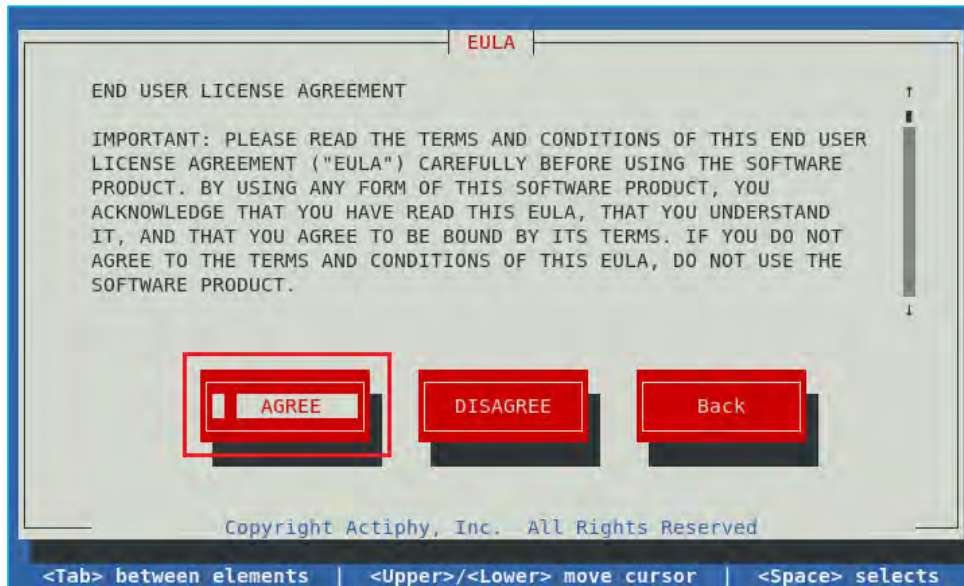 EULA
END USER LICENSE AGREEMENT
IMPORTANT: PLEASE READ THE TERMS AND CONDITIONS OF THIS END USER
LICENSE AGREEMENT ("EULA") CAREFULLY BEFORE USING THE SOFTWARE
PRODUCT. BY USING ANY FORM OF THIS SOFTWARE PRODUCT, YOU
ACKNOWLEDGE THAT YOU HAVE READ THIS EULA, THAT YOU UNDERSTAND
IT, AND THAT YOU AGREE TO BE BOUND BY ITS TERMS. IF YOU DO NOT
AGREE TO THE TERMS AND CONDITIONS OF THIS EULA, DO NOT USE THE
SOFTWARE PRODUCT.
AGREE DISAGREE Back
Copyright Actiphy, Inc. All Rights Reserved
<Tab> between elements | <Upper>/<Lower> move cursor | <Space> selects